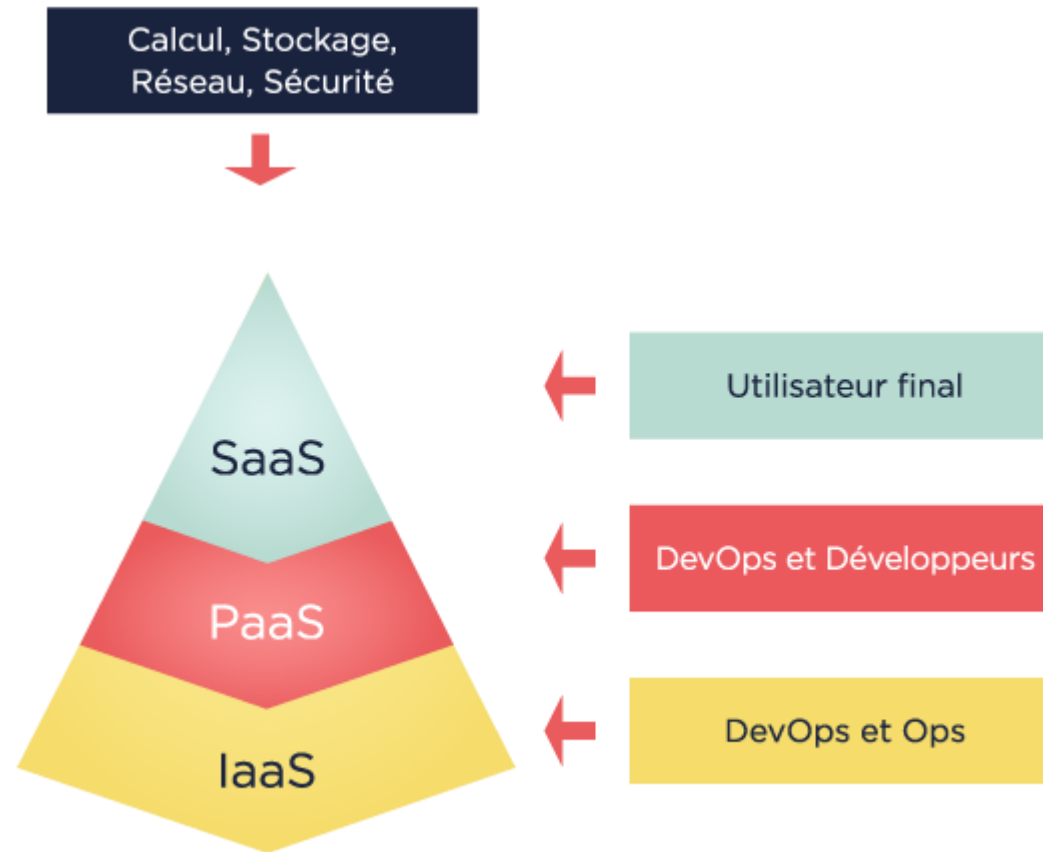 Calcul, Stockage,
Réseau, Sécurité
SaaS
Utilisateur final
PaaS
DevOps et Développeurs
IaaS
DevOps et Ops